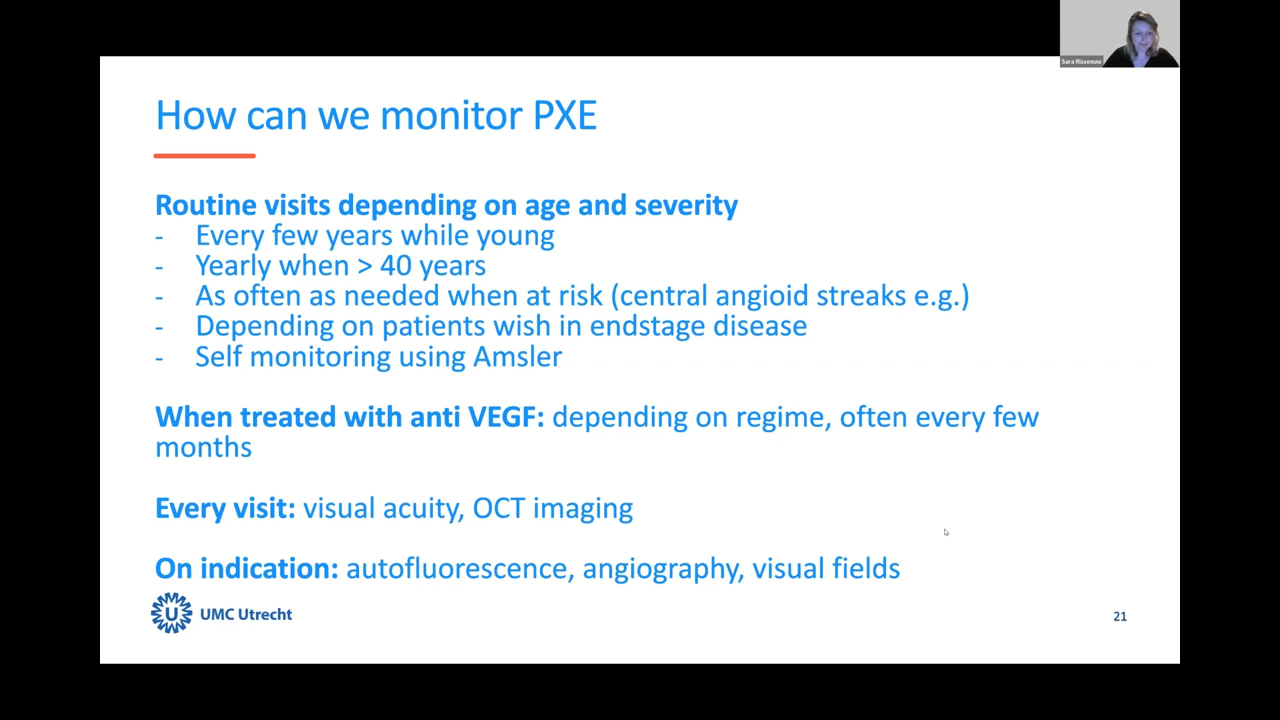 Sara Risseeuw
How can we monitor PXE
Routine visits depending on age and severity
- Every few years while young
- Yearly when > 40 years
- As often as needed when at risk (central angioid streaks e.g.)
- Depending on patients wish in endstage disease
- Self monitoring using Amsler
When treated with anti VEGF: depending on regime, often every few
months
Every visit: visual acuity, OCT imaging
On indication: autofluorescence, angiography, visual fields
U UMC Utrecht
21